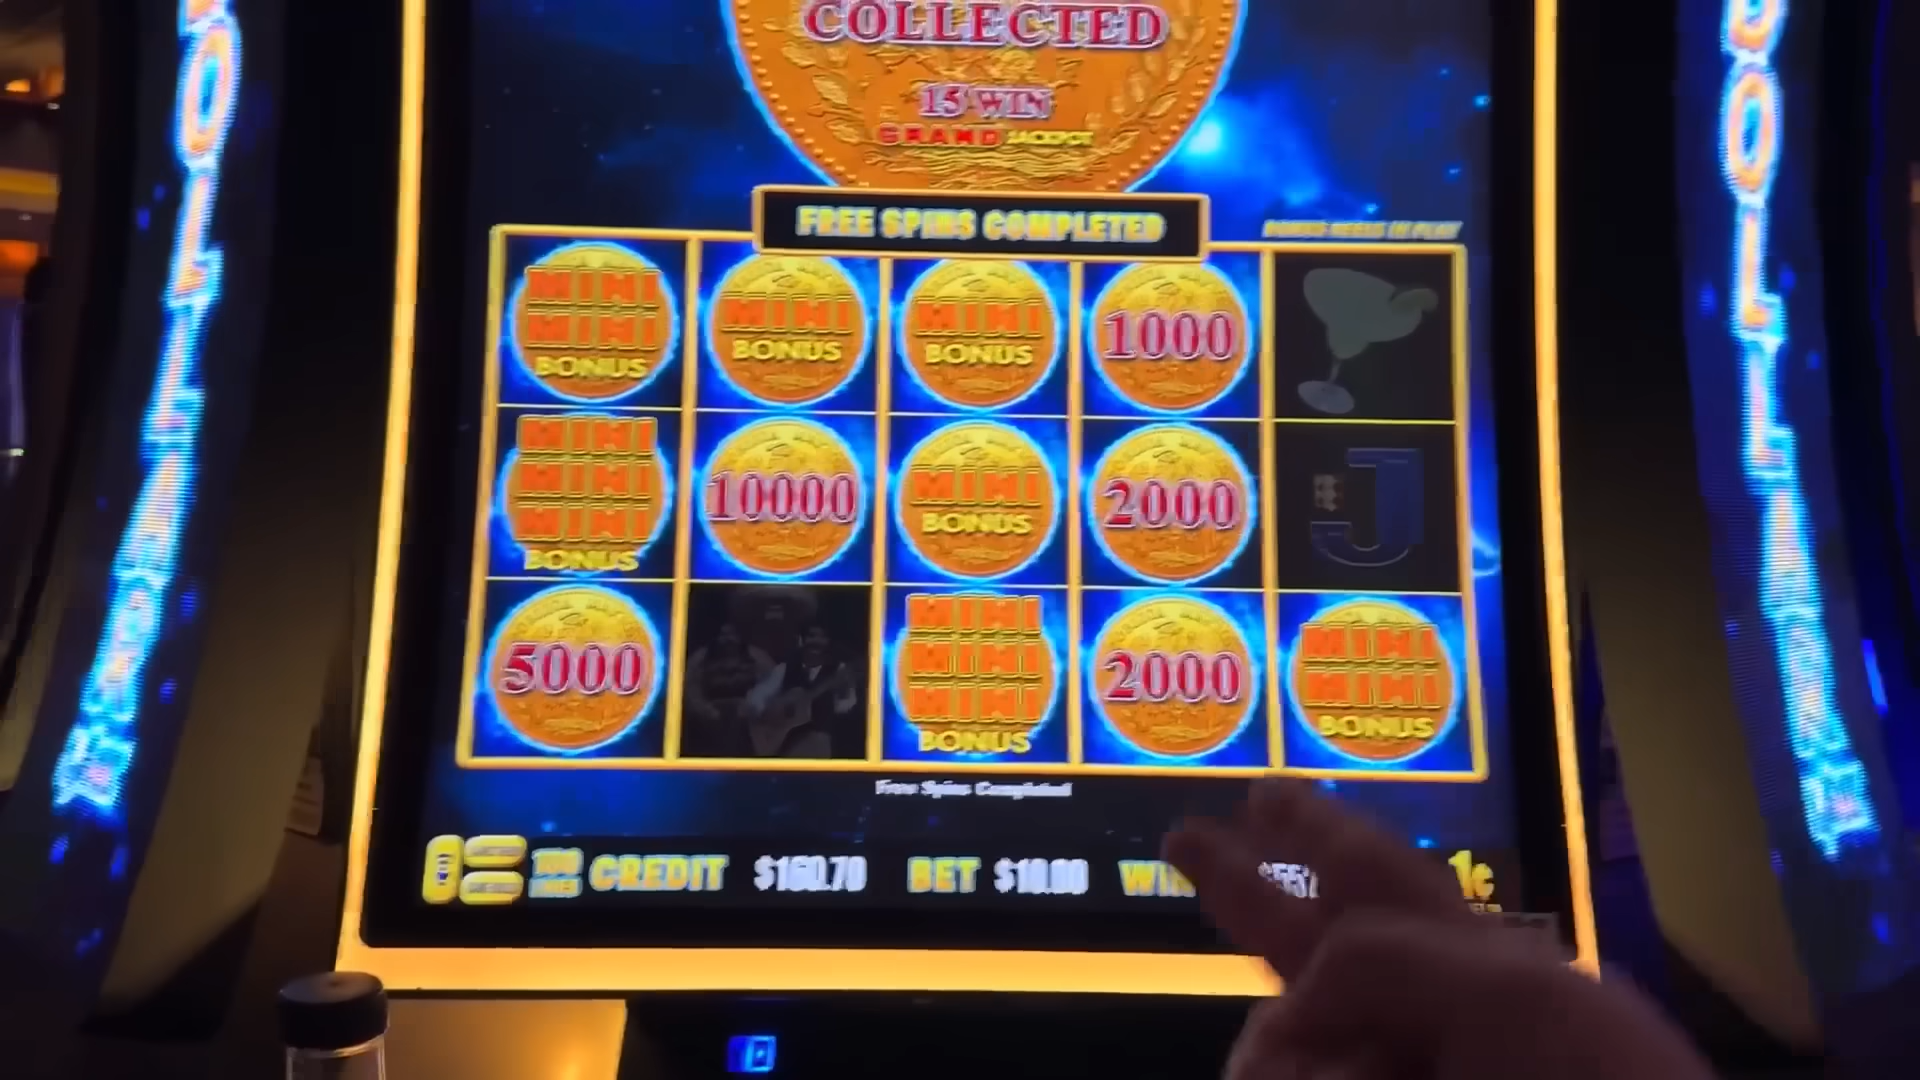 COLLECTED
15 WIN
GRAND JACKPOT
FREE SPINS COMPLETED
BONUS REELS IN PLAY
MINI
MINI
BONUS
MINI
BONUS
MINI
BONUS
1000
MINI
MINI
MINI
BONUS
10000
MINI
BONUS
2000
J
5000
MINI
MINI
MINI
BONUS
2000
MINI
MINI
BONUS
Free Spins Completed
CREDIT $160.70 BET $10.00 WIN 1¢